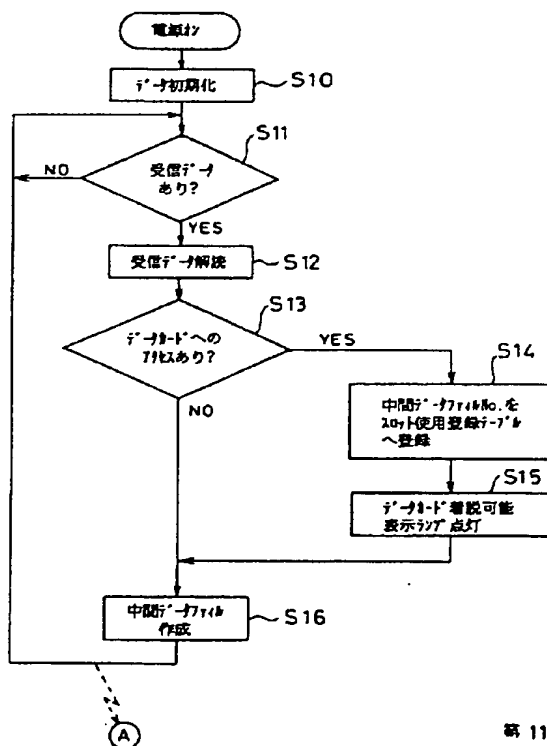 電源オン
データ初期化
S10
S11
受信データ
あり?
NO
YES
受信データ解読
S12
S13
データカードへの
アクセスあり?
YES
NO
S14
中間データファイルNo.を
スロット使用登録テーブル
へ登録
S15
データカード着脱可能
表示ランプ点灯
中間データファイル
作成
S16
A
第 11